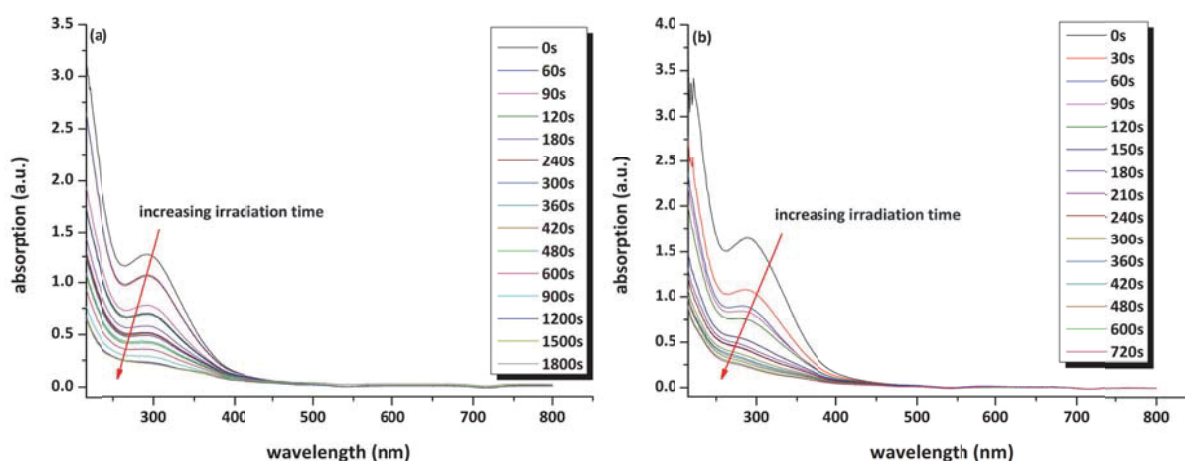 (a)
3.5
3.0
2.5
2.0
1.5
1.0
0.5
0.0
absorption (a.u.)
increasing irraciation time
0s
60s
90s
120s
180s
240s
300s
360s
420s
480s
600s
900s
1200s
1500s
1800s
300
400
500
600
700
800
wavelength (nm)
(b)
4.0
3.5
3.0
2.5
2.0
1.5
1.0
0.5
0.0
absorption (a.u.)
increasing irradiation time
0s
30s
60s
90s
120s
150s
180s
210s
240s
300s
360s
420s
480s
600s
720s
300
400
500
600
700
800
wavelength (nm)